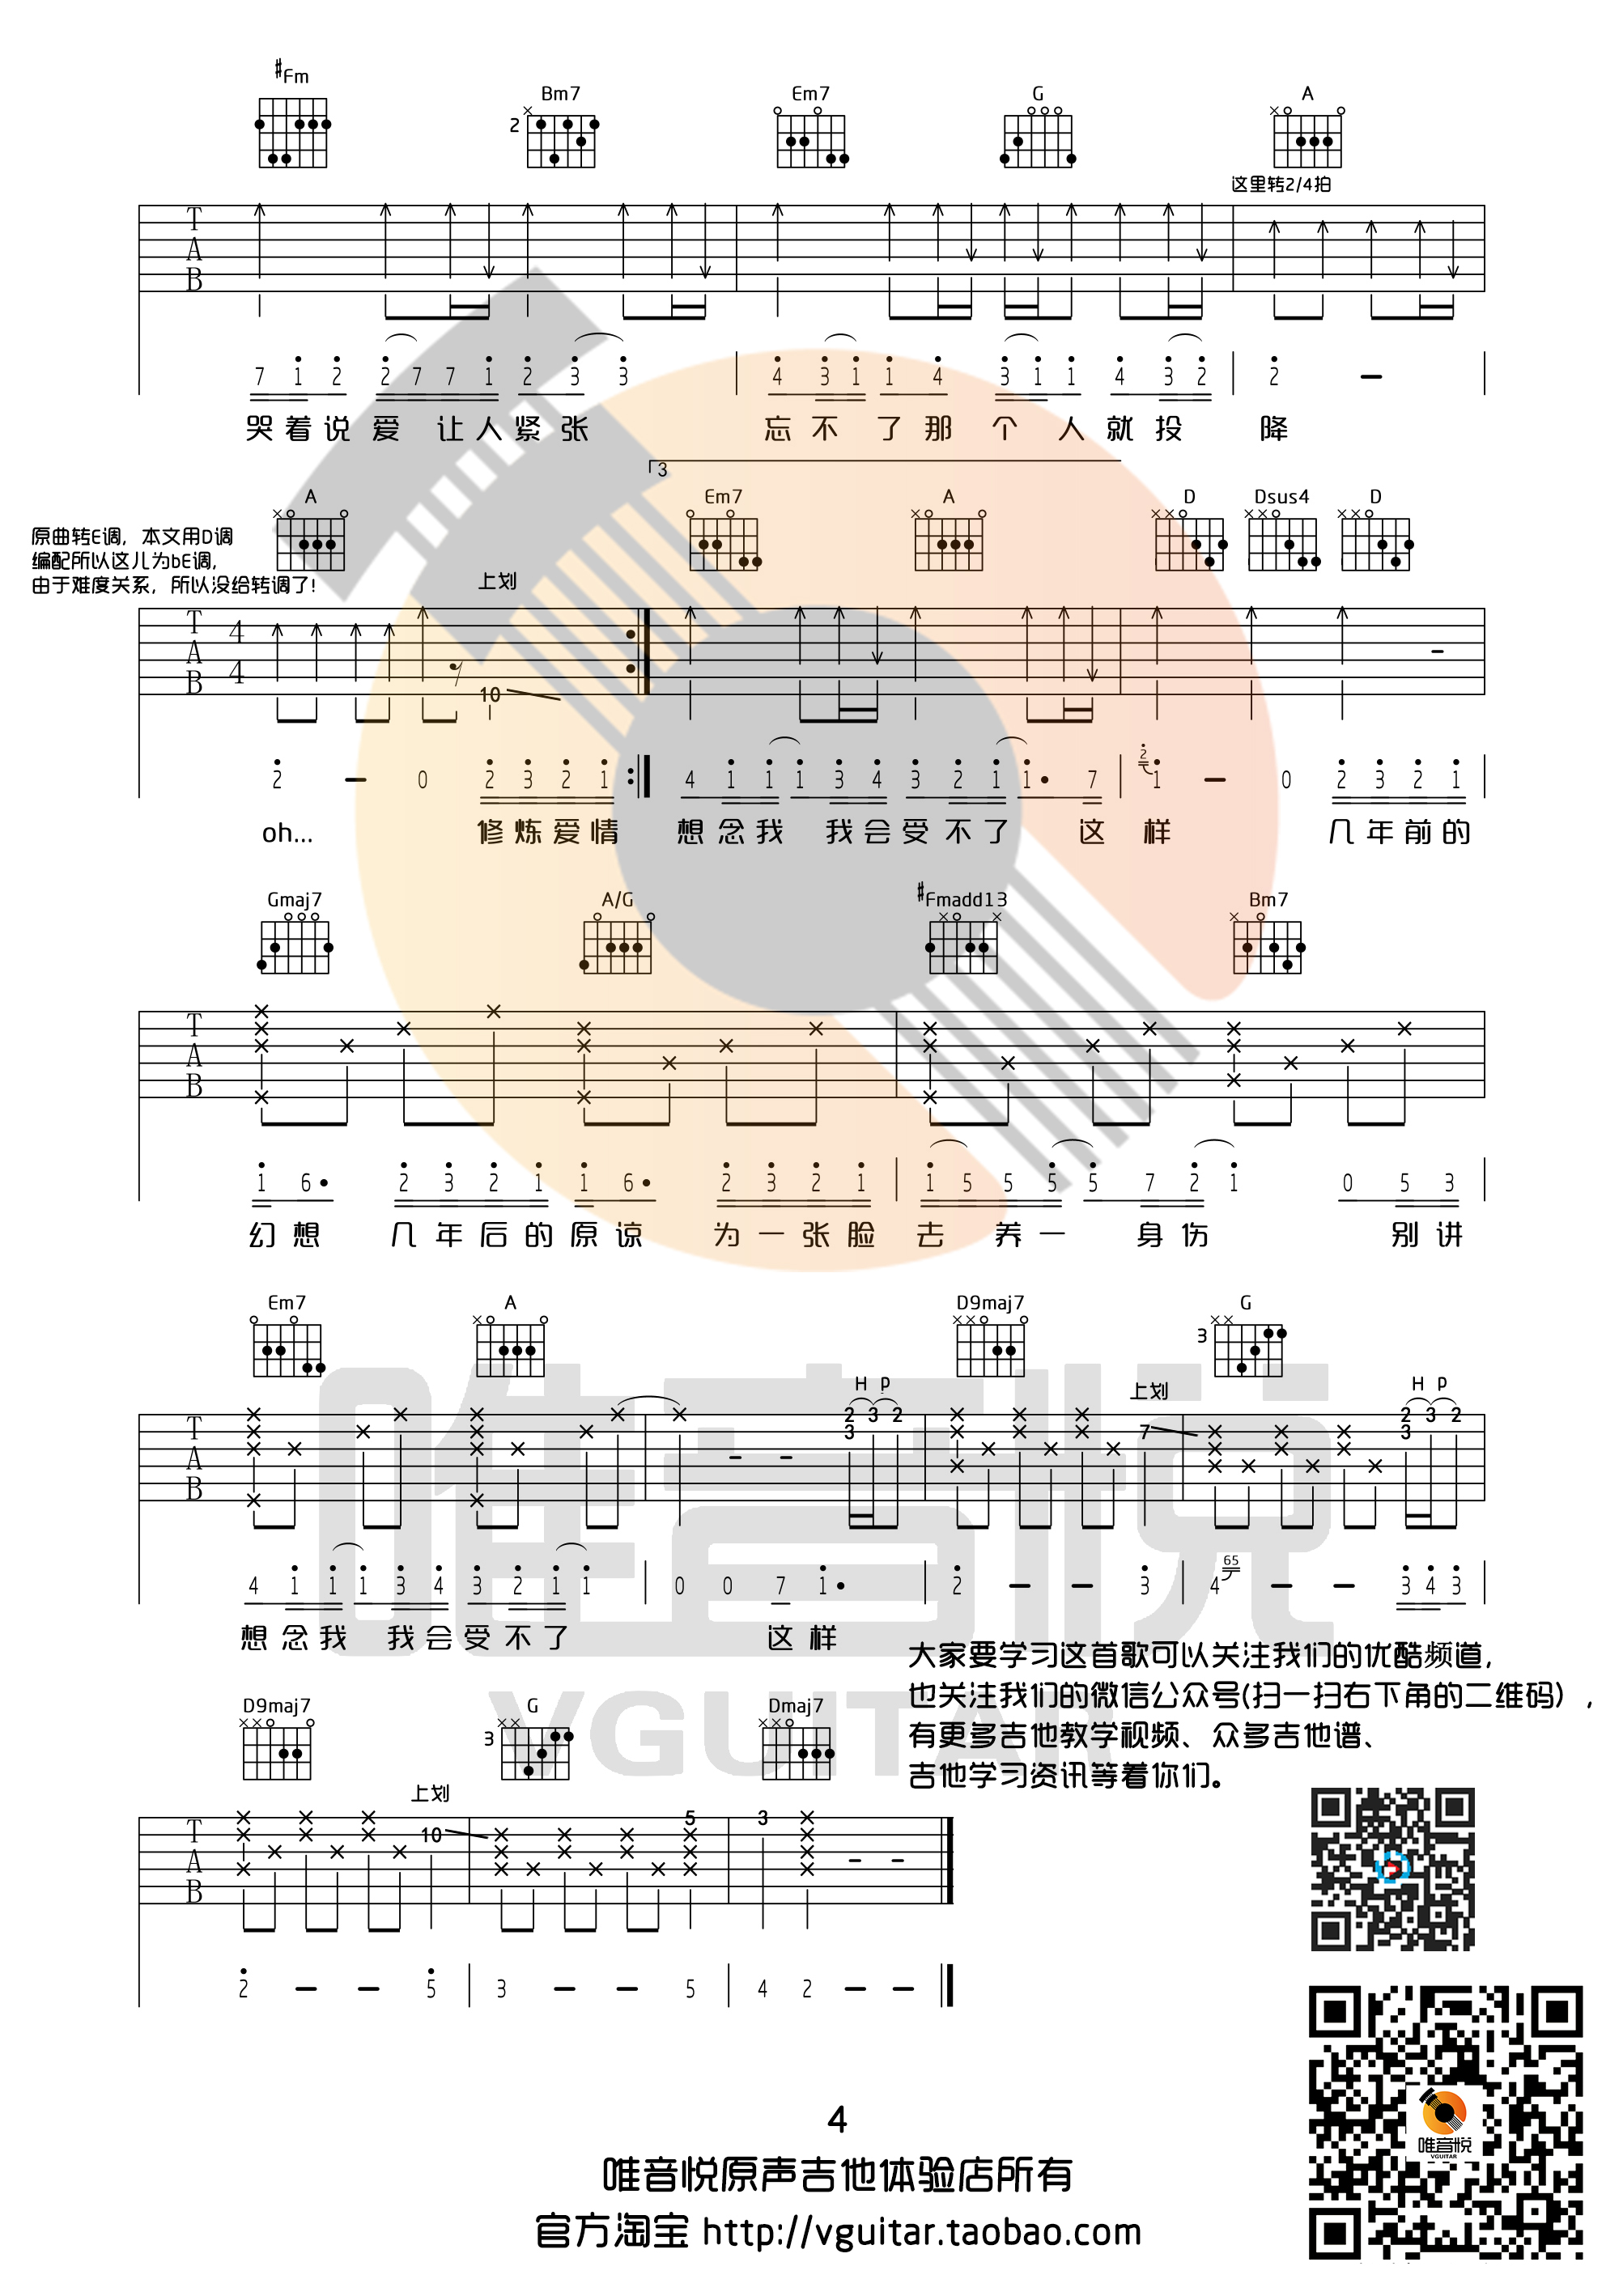 #Fm Bm7 Em7 G A
2
这里转2/4拍
T
A
B
7 1 2 2 7 7 1 2 3 3 4 3 1 1 4 3 1 1 4 3 2 2 –
哭着说爱 让人紧张 忘不 了那 个 人就投 降
3
A Em7 A D Dsus4 D
原曲转E调, 本文用D调
编配所以这儿为bE调,
由于难度关系, 所以没给转调了!
上划
T
A
B
4
4
10
2 – 0 2 3 2 1 4 1 1 1 3 4 3 2 1 1· 7 2 1 – 0 2 3 2 1
oh... 修炼爱情 想念我 我会受不了 这 样 几年前的
Gmaj7 A/G #Fmadd13 Bm7
T
A
B
1 6· 2 3 2 1 1 6· 2 3 2 1 1 5 5 5 5 7 2 1 0 5 3
幻想 几年后的原谅 为一张脸 去 养一 身伤 别讲
Em7 A D9maj7 G
3
H p 上划 H p
2 3 2
3
7
2 3 2
3
T
A
B
4 1 1 1 3 4 3 2 1 1 0 0 7 1· 2 – – 3 4 65 – – 3 4 3
想念我 我会受不了 这样
大家要学习这首歌可以关注我们的优酷频道,
也关注我们的微信公众号(扫一扫右下角的二维码) ,
有更多吉他教学视频、众多吉他谱、
吉他学习资讯等着你们。
唯音悦
VGUITAR
D9maj7 G Dmaj7
3
上划
T
A
B
10 5 3
2 – – 5 3 – – 5 4 2 – –
唯音悦
VGUITAR
4
唯音悦原声吉他体验店所有
官方淘宝 http://vguitar.taobao.com